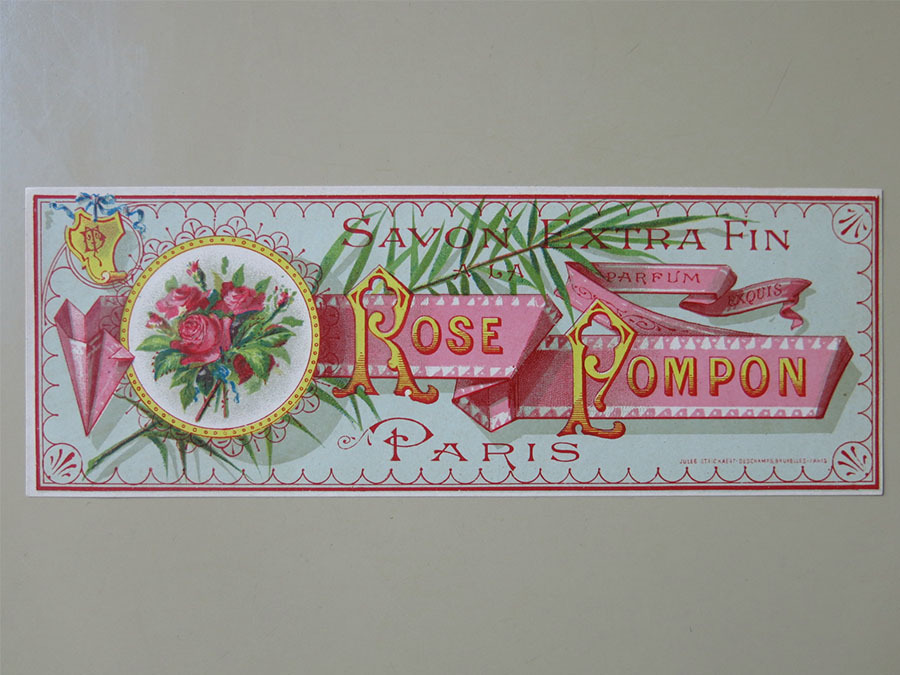 SAVON EXTRA FIN
A LA
PARFUM
EXQUIS
ROSE
POMPON
PARIS